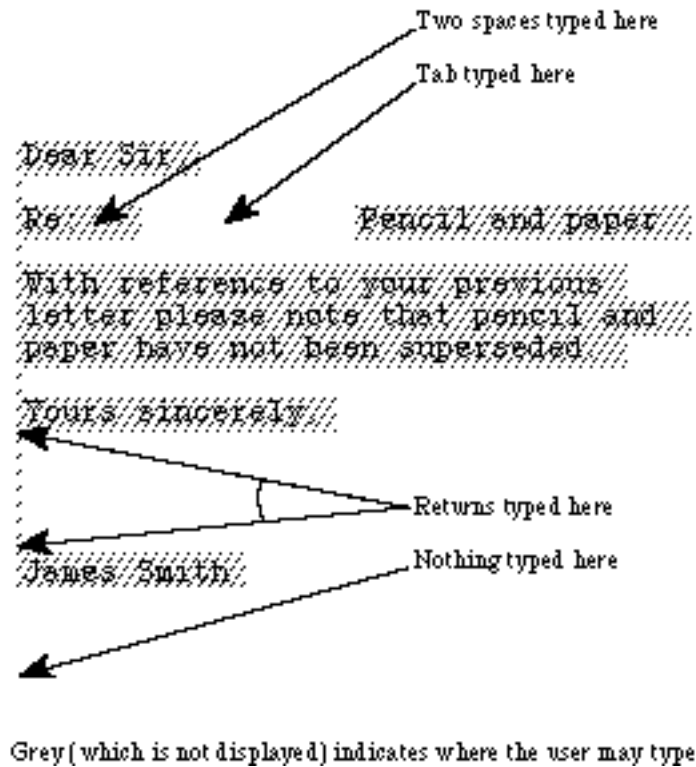 Two spaces typed here
Tab typed here
Dear Sir
Re Pencil and paper
With reference to your previous
letter please note that pencil and
paper have not been superseded
Yours sincerely
Returns typed here
Nothing typed here
James Smith
Grey ( which is not displayed) indicates where the user may type